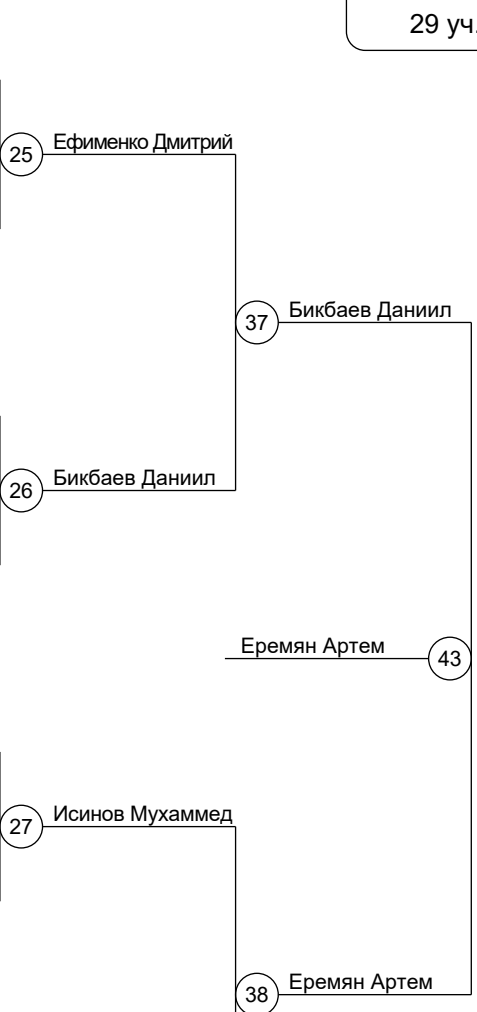 29 уч.
25
Ефименко Дмитрий
37
Бикбаев Даниил
26
Бикбаев Даниил
Еремян Артем
43
27
Исинов Мухаммед
38
Еремян Артем